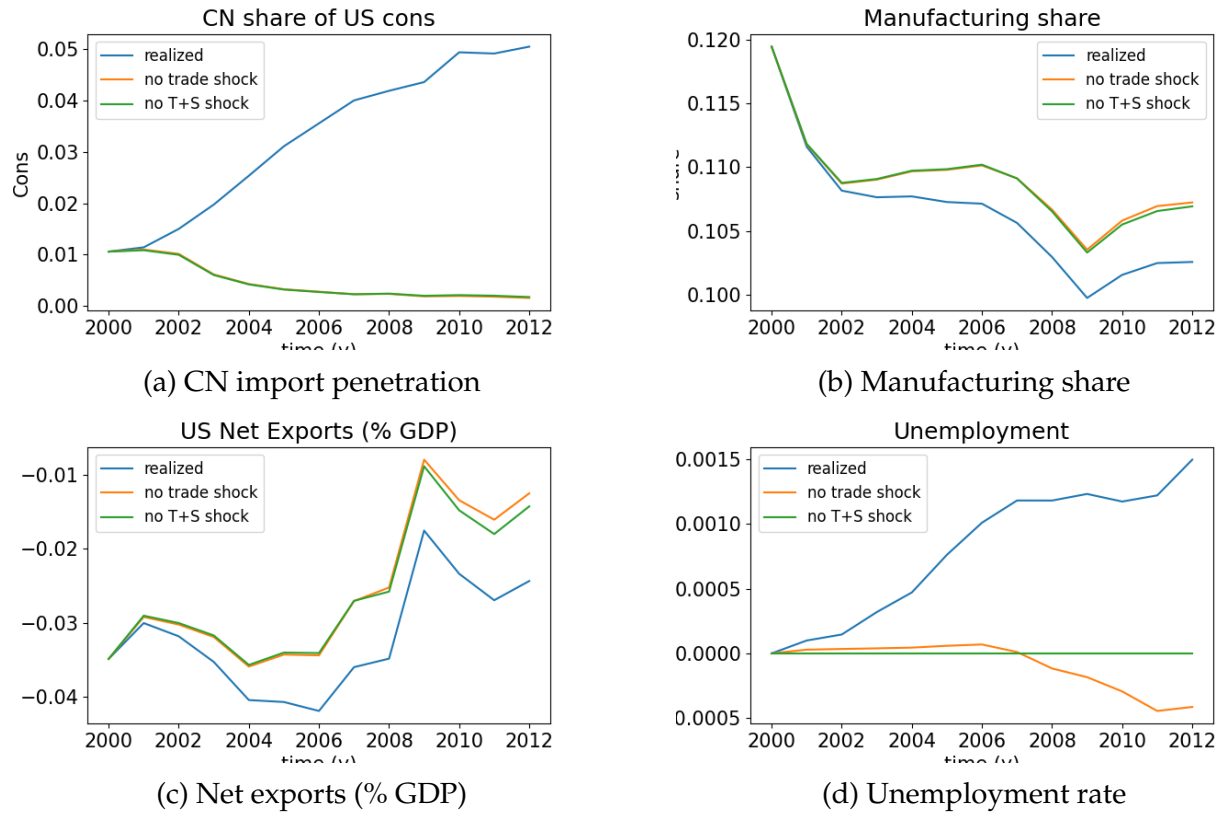 CN share of US cons
0.05
0.04
0.03
0.02
0.01
0.00
Cons
realized
no trade shock
no T+S shock
2000 2002 2004 2006 2008 2010 2012
time (y)
(a) CN import penetration
Manufacturing share
0.120
0.115
0.110
0.105
0.100
share
realized
no trade shock
no T+S shock
2000 2002 2004 2006 2008 2010 2012
time (y)
(b) Manufacturing share
US Net Exports (% GDP)
−0.01
−0.02
−0.03
−0.04
realized
no trade shock
no T+S shock
2000 2002 2004 2006 2008 2010 2012
time (y)
(c) Net exports (% GDP)
Unemployment
0.0015
0.0010
0.0005
0.0000
0.0005
realized
no trade shock
no T+S shock
2000 2002 2004 2006 2008 2010 2012
time (y)
(d) Unemployment rate